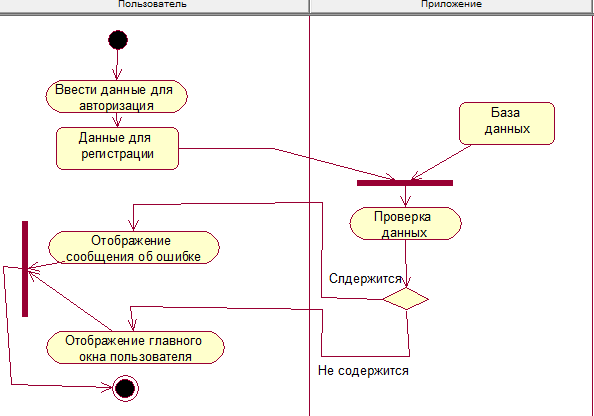 Пользователь
Приложение
Ввести данные для
авторизация
Данные для
регистрации
База
данных
Проверка
данных
Отображение
сообщения об ошибке
Слдержится
Отображение главного
окна пользователя
Не содержится